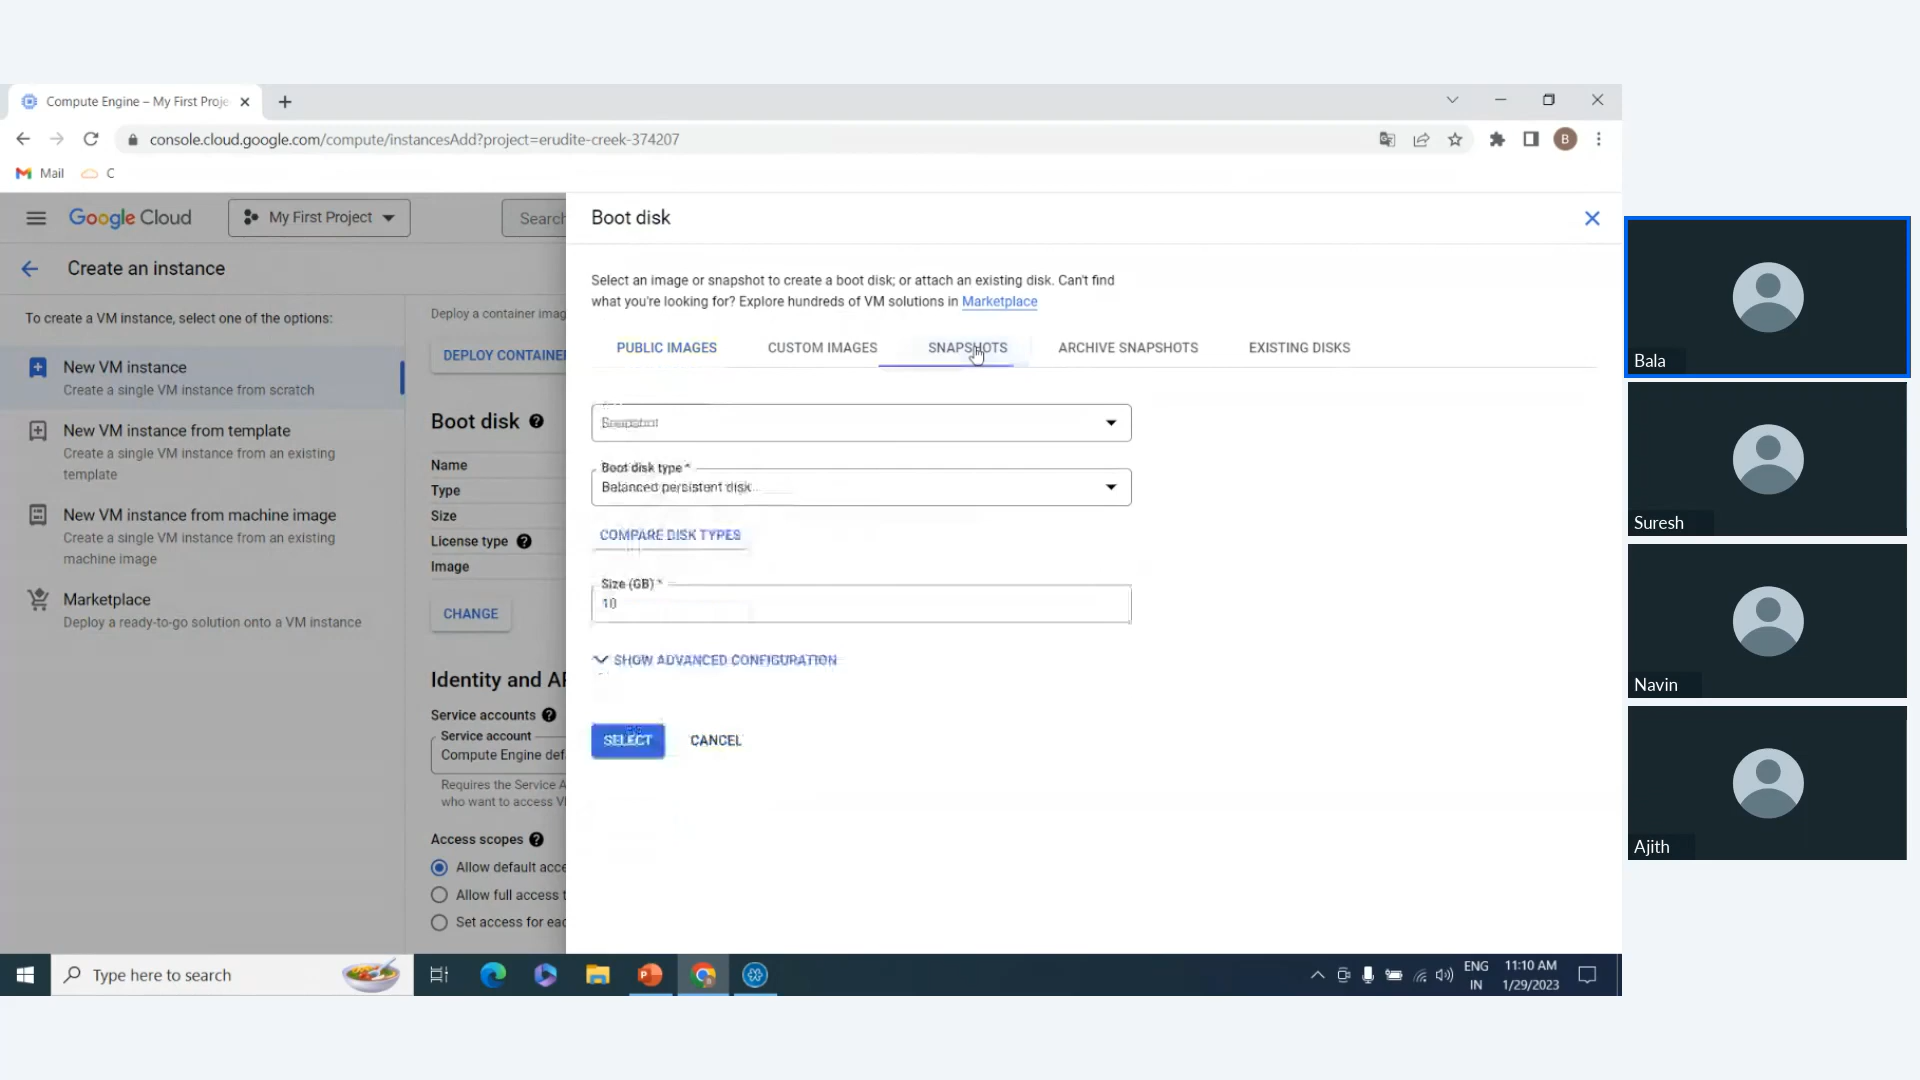 Compute Engine – My First Proje
console.cloud.google.com/compute/instancesAdd?project=erudite-creek-374207
B
Mail
C
Google Cloud
My First Project
Search
Boot disk
Create an instance
To create a VM instance, select one of the options:
New VM instance
Create a single VM instance from scratch
New VM instance from template
Create a single VM instance from an existing
template
New VM instance from machine image
Create a single VM instance from an existing
machine image
Marketplace
Deploy a ready-to-go solution onto a VM instance
Deploy a container imag
DEPLOY CONTAINER
Boot disk
Name
Type
Size
License type
Image
CHANGE
Identity and AP
Service accounts
Service account
Compute Engine def
Requires the Service A
who want to access VM
Access scopes
Allow default acce
Allow full access t
Set access for eac
Select an image or snapshot to create a boot disk; or attach an existing disk. Can't find
what you're looking for? Explore hundreds of VM solutions in Marketplace
PUBLIC IMAGES
CUSTOM IMAGES
SNAPSHOTS
ARCHIVE SNAPSHOTS
EXISTING DISKS
Snapshot
Boot disk type *
Balanced persistent disk
COMPARE DISK TYPES
Size (GB) *
10
SHOW ADVANCED CONFIGURATION
SELECT
CANCEL
Bala
Suresh
Navin
Ajith
Type here to search
ENG
IN
11:10 AM
1/29/2023